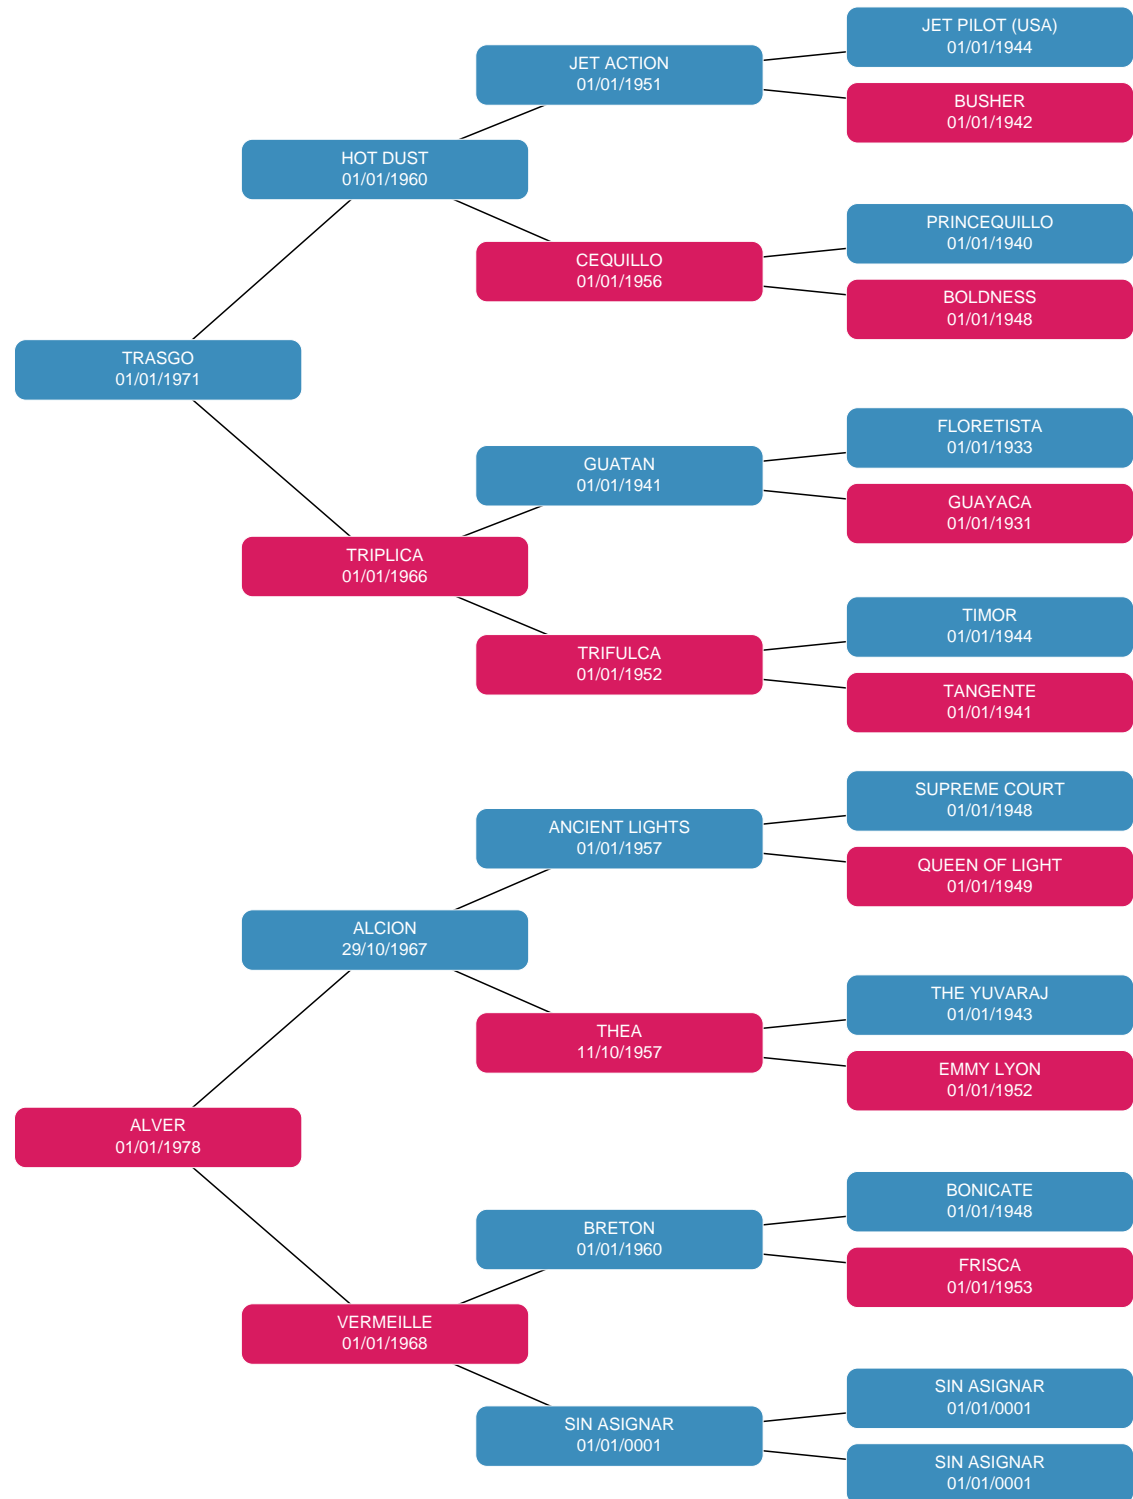 JET PILOT (USA)
01/01/1944
JET ACTION
01/01/1951
BUSHER
01/01/1942
HOT DUST
01/01/1960
PRINCEQUILLO
01/01/1940
CEQUILLO
01/01/1956
BOLDNESS
01/01/1948
TRASGO
01/01/1971
FLORETISTA
01/01/1933
GUATAN
01/01/1941
GUAYACA
01/01/1931
TRIPLICA
01/01/1966
TIMOR
01/01/1944
TRIFULCA
01/01/1952
TANGENTE
01/01/1941
SUPREME COURT
01/01/1948
ANCIENT LIGHTS
01/01/1957
QUEEN OF LIGHT
01/01/1949
ALCION
29/10/1967
THE YUVARAJ
01/01/1943
THEA
11/10/1957
EMMY LYON
01/01/1952
ALVER
01/01/1978
BONICATE
01/01/1948
BRETON
01/01/1960
FRISCA
01/01/1953
VERMEILLE
01/01/1968
SIN ASIGNAR
01/01/0001
SIN ASIGNAR
01/01/0001
SIN ASIGNAR
01/01/0001